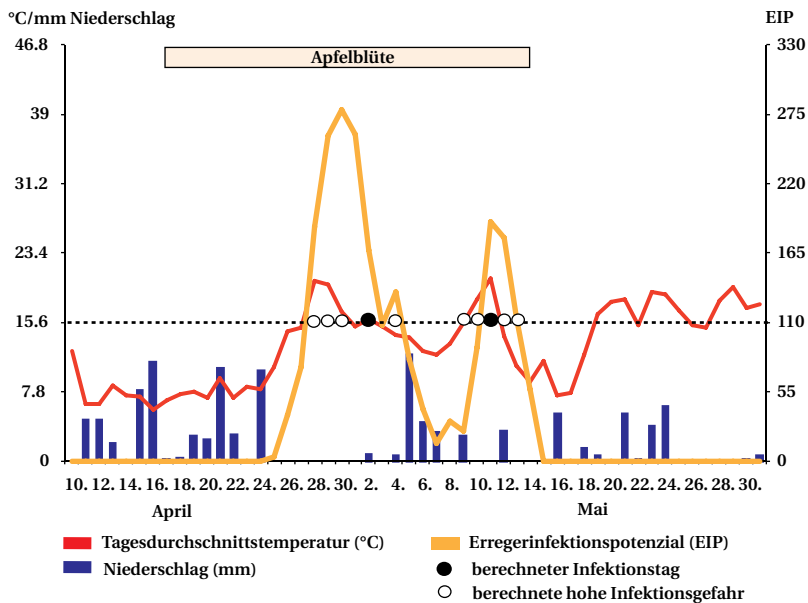 °C/mm Niederschlag EIP
Apfelblüte
46.8 330
39 275
31.2 220
23.4 165
15.6 110
7.8 55
0 0
10. 12. 14. 16. 18. 20. 22. 24. 26. 28. 30. 2. 4. 6. 8. 10. 12. 14. 16. 18. 20. 22. 24. 26. 28. 30.
April Mai
Tagesdurchschnittstemperatur (°C) Erregerinfektionspotenzial (EIP)
Niederschlag (mm) berechneter Infektionstag
berechnete hohe Infektionsgefahr